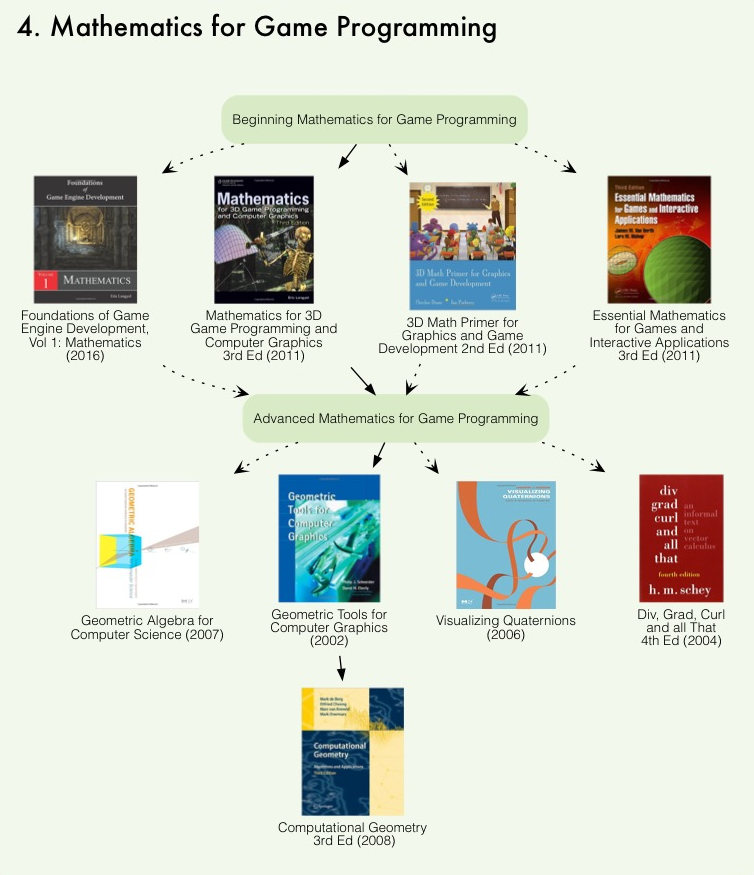 4. Mathematics for Game Programming
Beginning Mathematics for Game Programming
Foundations
of
Game Engine Development
VOLUME
1
MATHEMATICS
Eric Lengyel
Mathematics
for 3D Game Programming
and Computer Graphics
Third Edition
Eric Lengyel
Second
Edition
3D Math Primer for Graphics
and Game Development
Fletcher Dunn
Ian Parberry
Third Edition
Essential Mathematics
for Games and Interactive
Applications
James M. Van Verth
Lars M. Bishop
Foundations of Game
Engine Development,
Vol 1: Mathematics
(2016)
Mathematics for 3D
Game Programming and
Computer Graphics
3rd Ed (2011)
3D Math Primer for
Graphics and Game
Development 2nd Ed (2011)
Essential Mathematics
for Games and
Interactive Applications
3rd Ed (2011)
Advanced Mathematics for Game Programming
GEOMETRIC ALGEBRA
Geometric
Tools for
Computer
Graphics
Philip J. Schneider
David H. Eberly
VISUALIZING
QUATERNIONS
div
grad
curl
and
all
that
an
informal
text
on
vector
calculus
fourth edition
h. m. schey
Geometric Algebra for
Computer Science (2007)
Geometric Tools for
Computer Graphics
(2002)
Visualizing Quaternions
(2006)
Div, Grad, Curl
and all That
4th Ed (2004)
Mark de Berg
Otfried Cheong
Marc van Kreveld
Mark Overmars
Computational
Geometry
Algorithms and Applications
Third Edition
Springer
Computational Geometry
3rd Ed (2008)